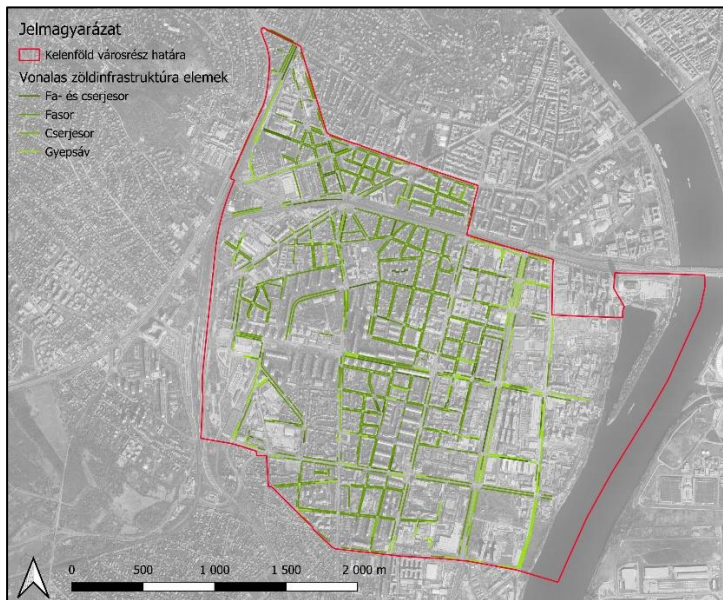 Jelmagyarázat
Kelenföld városrész határa
Vonalas zöldinfrastruktúra elemek
Fa- és cserjesor
Fasor
Cserjesor
Gyepsáv
0 500 1 000 1 500 2 000 m